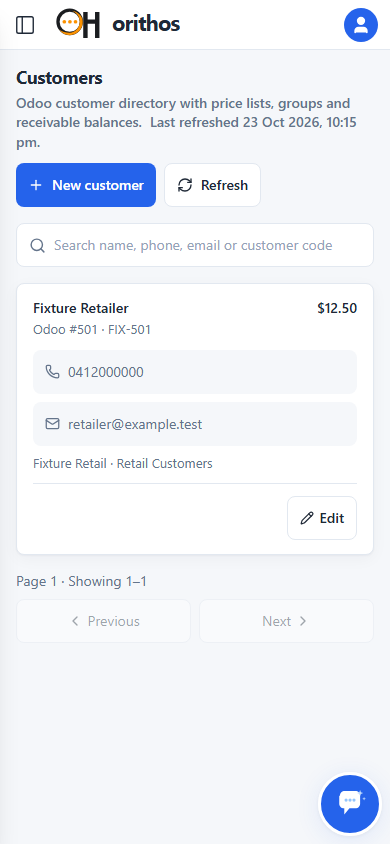 OH orithos
Customers
Odoo customer directory with price lists, groups and
receivable balances. Last refreshed 23 Oct 2026, 10:15
pm.
New customer
Refresh
Search name, phone, email or customer code
Fixture Retailer
$12.50
Odoo #501 · FIX-501
0412000000
retailer@example.test
Fixture Retail · Retail Customers
Edit
Page 1 · Showing 1–1
Previous
Next